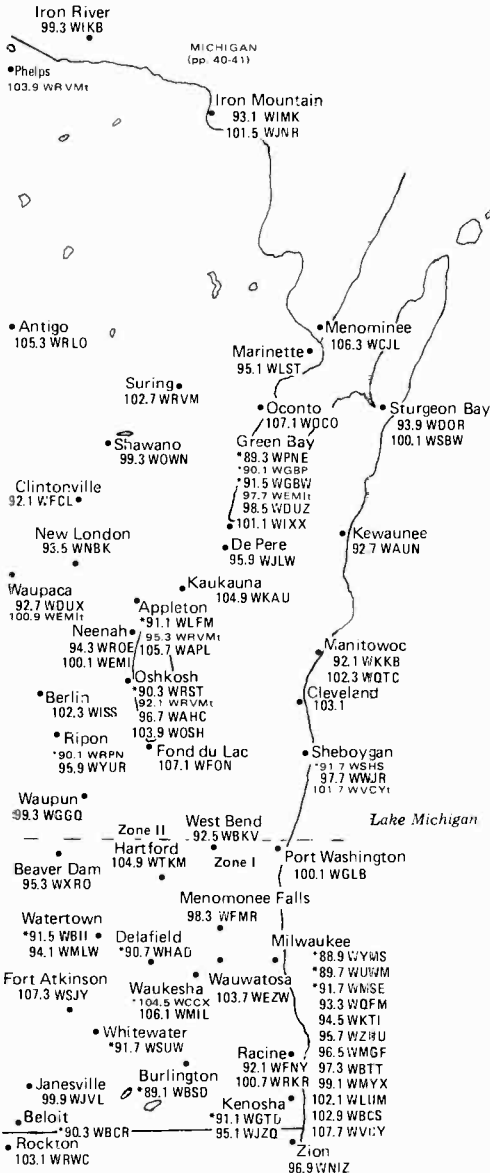 Iron River
99.3 WIKB
MICHIGAN
(pp. 40-41)
Phelps
103.9 WRVMt
Iron Mountain
93.1 WIMK
101.5 WJNR
Antigo
105.3 WRLO
Menominee
106.3 WCJL
Marinette
95.1 WLST
Suring
102.7 WRVM
Oconto
107.1 WOCO
Sturgeon Bay
93.9 WDOR
100.1 WSBW
Shawano
99.3 WOWN
Green Bay
*89.3 WPNE
*90.1 WGBP
*91.5 WGBW
97.7 WEMIt
98.5 WDUZ
101.1 WIXX
Clintonville
92.1 WFCL
New London
93.5 WNBK
De Pere
95.9 WJLW
Kewaunee
92.7 WAUN
Waupaca
92.7 WDUX
100.9 WEMIt
Kaukauna
104.9 WKAU
Appleton
*91.1 WLFM
95.3 WRVMt
105.7 WAPL
Neenah
94.3 WROE
100.1 WEMI
Manitowoc
92.1 WKKB
102.3 WQTC
Oshkosh
*90.3 WRST
92.1 WRVMt
96.7 WAHC
103.9 WOSH
Berlin
102.3 WISS
Cleveland
103.1
Ripon
*90.1 WRPN
95.9 WYUR
Fond du Lac
107.1 WFON
Sheboygan
*91.7 WSHS
97.7 WWJR
101.7 WVCYt
Waupun
99.3 WGGQ
Lake Michigan
Zone II
Zone I
West Bend
92.5 WBKV
Hartford
104.9 WTKM
Port Washington
100.1 WGLB
Beaver Dam
95.3 WXRO
Menomonee Falls
98.3 WFMR
Watertown
*91.5 WBII
94.1 WMLW
Delafield
*90.7 WHAD
Milwaukee
*88.9 WYMS
*89.7 WUWM
*91.7 WMSE
93.3 WQFM
94.5 WKTI
95.7 WZUU
96.5 WMGF
97.3 WBTT
99.1 WMYX
102.1 WLUM
102.9 WBCS
107.7 WVCY
Fort Atkinson
107.3 WSJY
Waukesha
*104.5 WCCX
106.1 WMIL
Wauwatosa
103.7 WEZW
Whitewater
*91.7 WSUW
Racine
92.1 WFNY
100.7 WRKR
Burlington
*89.1 WBSD
Janesville
99.9 WJVL
Kenosha
*91.1 WGTD
95.1 WJZQ
Beloit
*90.3 WBCR
Rockton
103.1 WRWC
Zion
96.9 WNIZ